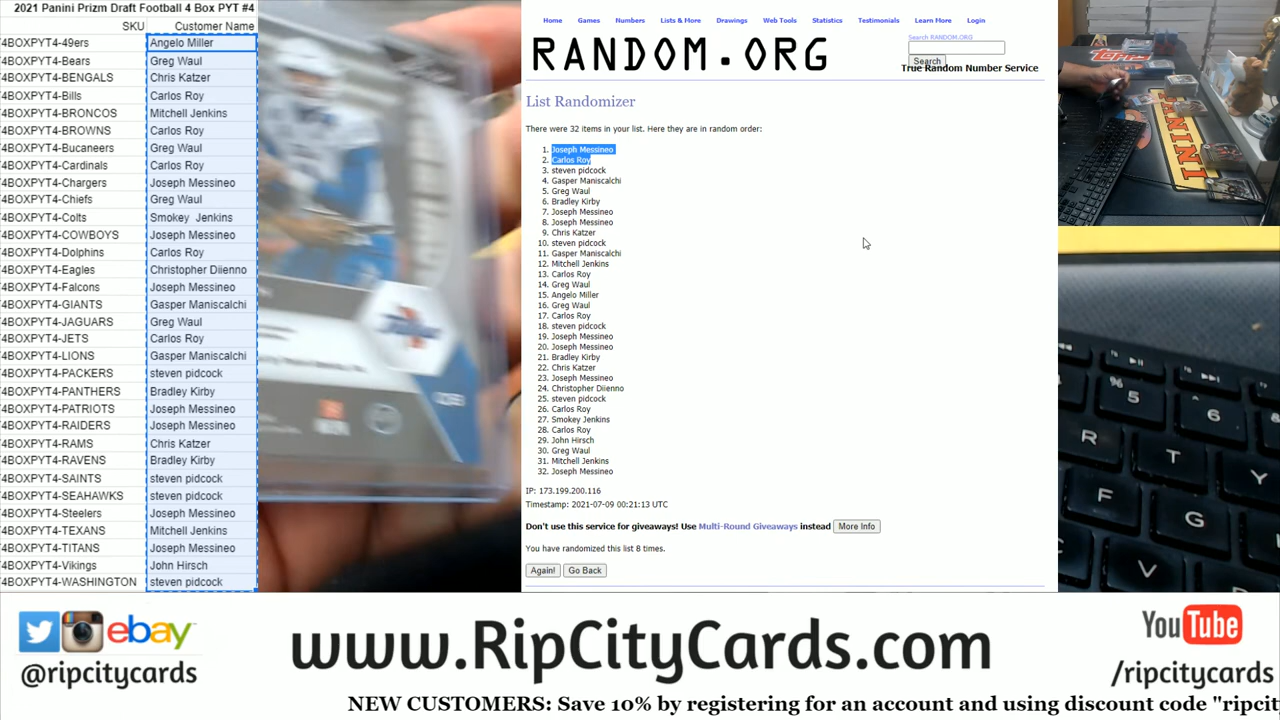 2021 Panini Prizm Draft Football 4 Box PYT #4
SKU Customer Name
4BOXPYT4-49ers Angelo Miller
4BOXPYT4-Bears Greg Waul
4BOXPYT4-BENGALS Chris Katzer
4BOXPYT4-Bills Carlos Roy
4BOXPYT4-BRONCOS Mitchell Jenkins
4BOXPYT4-BROWNS Carlos Roy
4BOXPYT4-Bucaneers Greg Waul
4BOXPYT4-Cardinals Carlos Roy
4BOXPYT4-Chargers Joseph Messineo
4BOXPYT4-Chiefs Greg Waul
4BOXPYT4-Colts Smokey Jenkins
4BOXPYT4-COWBOYS Joseph Messineo
4BOXPYT4-Dolphins Carlos Roy
4BOXPYT4-Eagles Christopher Diienno
4BOXPYT4-Falcons Joseph Messineo
4BOXPYT4-GIANTS Gasper Maniscalchi
4BOXPYT4-JAGUARS Greg Waul
4BOXPYT4-JETS Carlos Roy
4BOXPYT4-LIONS Gasper Maniscalchi
4BOXPYT4-PACKERS steven pidcock
4BOXPYT4-PANTHERS Bradley Kirby
4BOXPYT4-PATRIOTS Joseph Messineo
4BOXPYT4-RAIDERS Joseph Messineo
4BOXPYT4-RAMS Chris Katzer
4BOXPYT4-RAVENS Bradley Kirby
4BOXPYT4-SAINTS steven pidcock
4BOXPYT4-SEAHAWKS steven pidcock
4BOXPYT4-Steelers Joseph Messineo
4BOXPYT4-TEXANS Mitchell Jenkins
4BOXPYT4-TITANS Joseph Messineo
4BOXPYT4-Vikings John Hirsch
4BOXPYT4-WASHINGTON steven pidcock
Home Games Numbers Lists & More Drawings Web Tools Statistics Testimonials Learn More Login
RANDOM.ORG
Search RANDOM.ORG
Search
True Random Number Service
List Randomizer
There were 32 items in your list. Here they are in random order:
1. Joseph Messineo
2. Carlos Roy
3. steven pidcock
4. Gasper Maniscalchi
5. Greg Waul
6. Bradley Kirby
7. Joseph Messineo
8. Joseph Messineo
9. Chris Katzer
10. steven pidcock
11. Gasper Maniscalchi
12. Mitchell Jenkins
13. Carlos Roy
14. Greg Waul
15. Angelo Miller
16. Greg Waul
17. Carlos Roy
18. steven pidcock
19. Joseph Messineo
20. Joseph Messineo
21. Bradley Kirby
22. Chris Katzer
23. Joseph Messineo
24. Christopher Diienno
25. steven pidcock
26. Carlos Roy
27. Smokey Jenkins
28. Carlos Roy
29. John Hirsch
30. Greg Waul
31. Mitchell Jenkins
32. Joseph Messineo
IP: 173.199.200.116
Timestamp: 2021-07-09 00:21:13 UTC
Don't use this service for giveaways! Use Multi-Round Giveaways instead More Info
You have randomized this list 8 times.
Again! Go Back
Topps
PANINI
5 6
R T
F G
V
ebay
@ripcitycards
www.RipCityCards.com
YouTube
/ripcitycards
NEW CUSTOMERS: Save 10% by registering for an account and using discount code "ripcit